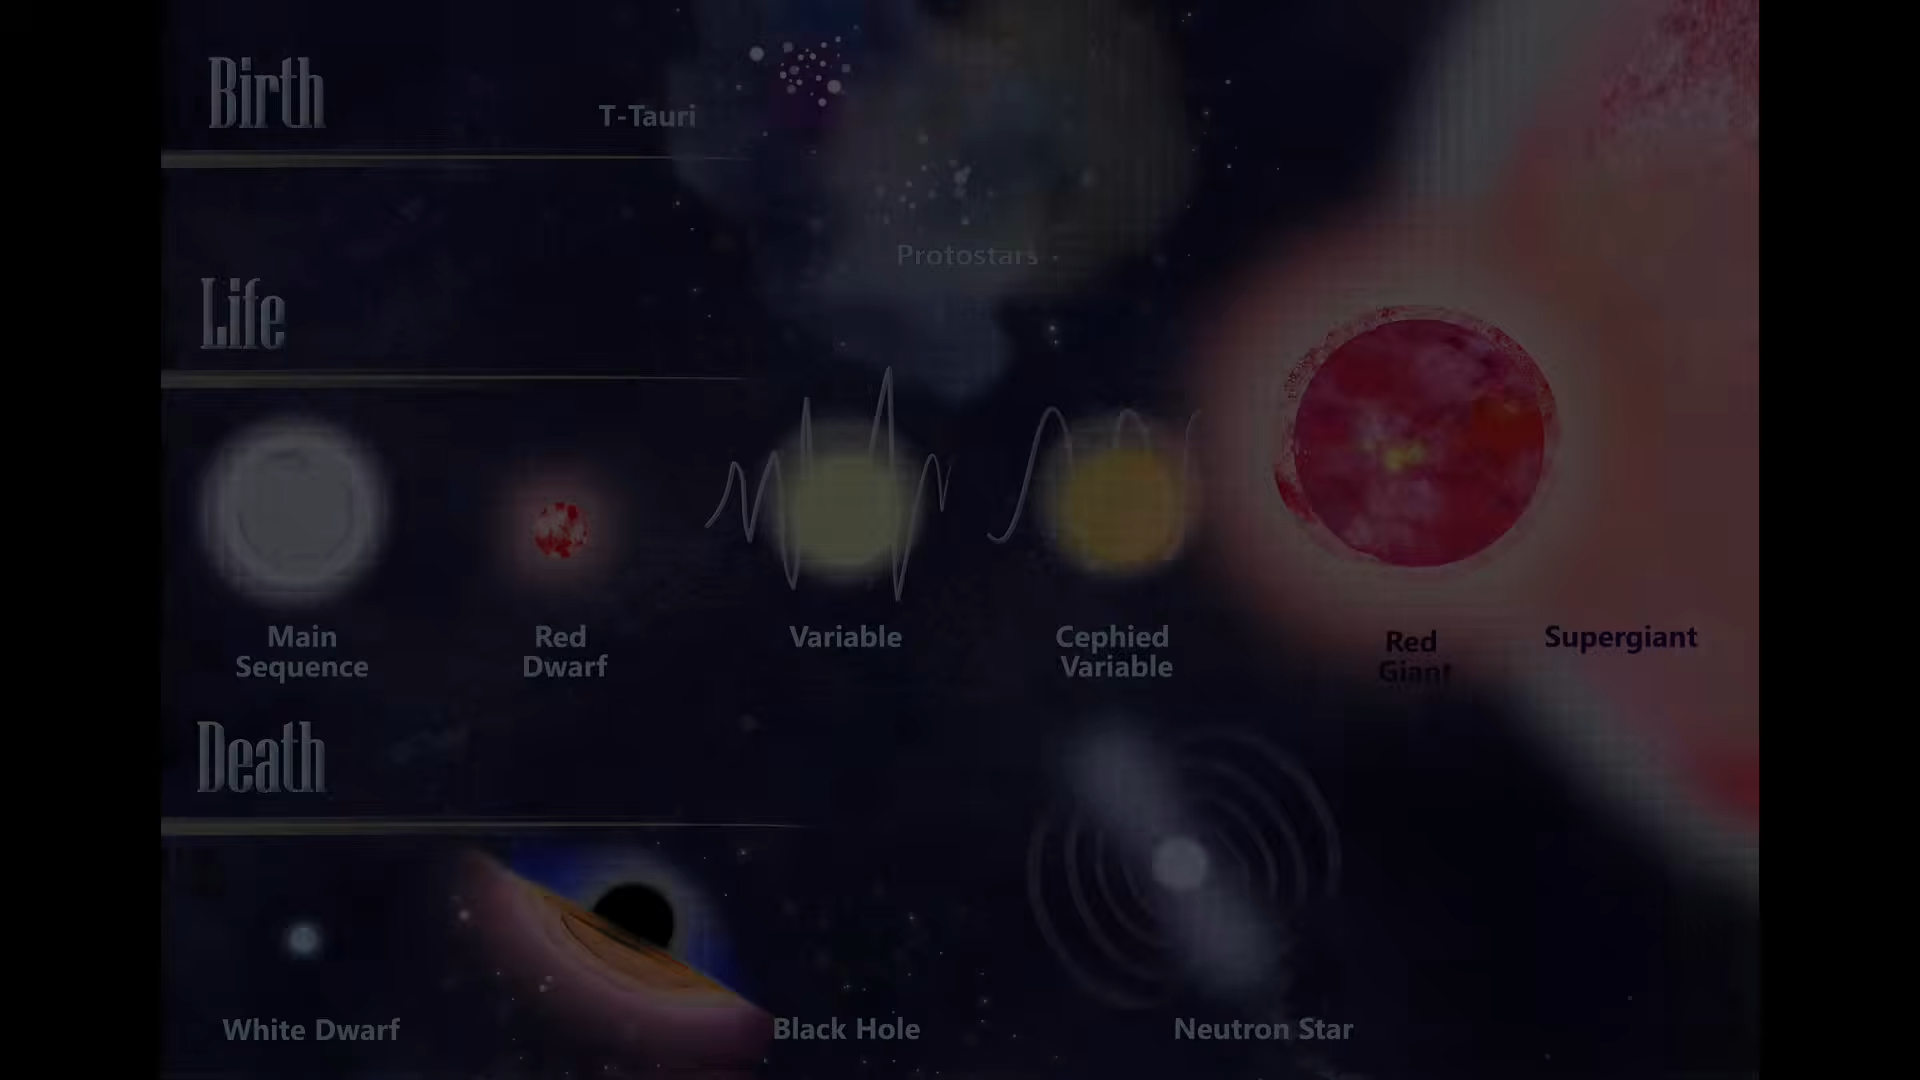 Birth
T-Tauri
Protostars
Life
Main
Sequence
Red
Dwarf
Variable
Cephied
Variable
Red
Giant
Supergiant
Death
White Dwarf
Black Hole
Neutron Star